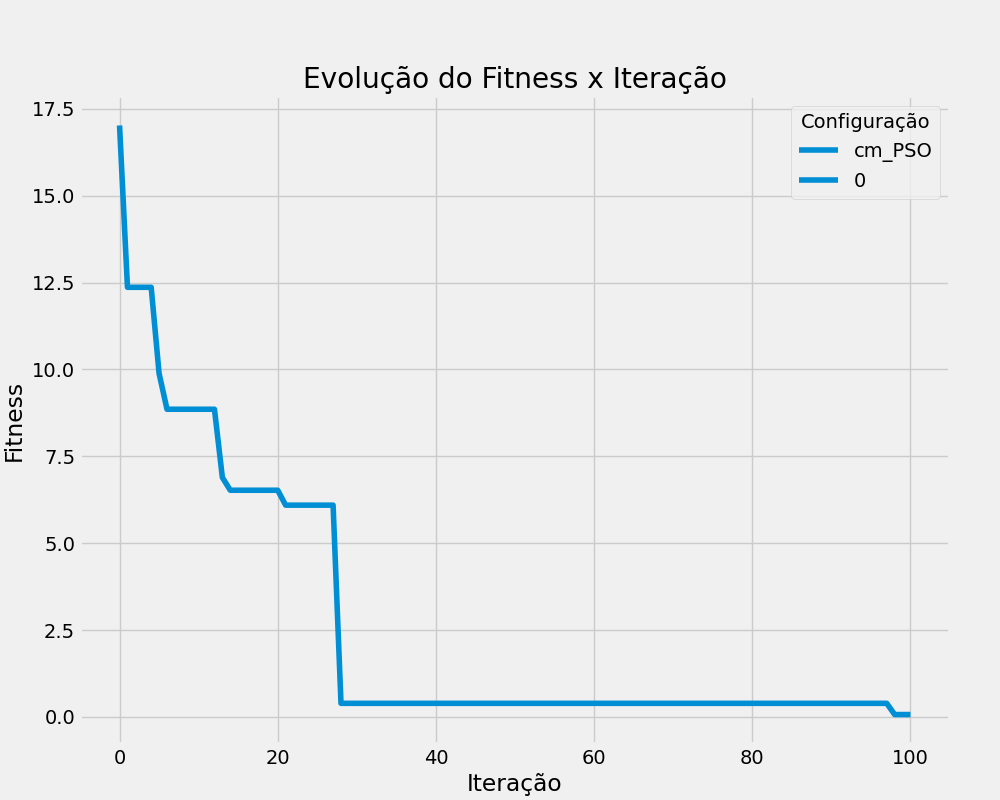 Evolução do Fitness x Iteração
Configuração
cm_PSO
0
17.5
15.0
12.5
10.0
7.5
5.0
2.5
0.0
Fitness
0 20 40 60 80 100
Iteração